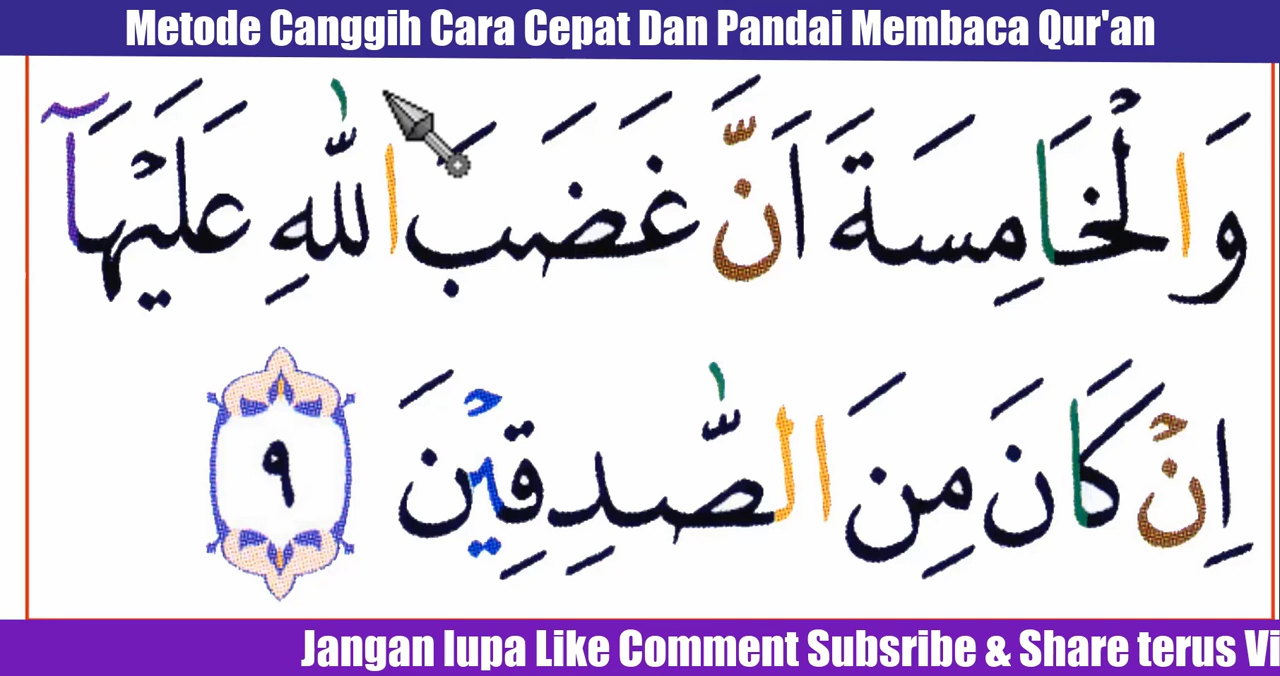 Metode Canggih Cara Cepat Dan Pandai Membaca Qur'an
وَالْخَامِسَةَ اَنَّ غَضَبَ اللّٰهِ عَلَيْهَآ
اِنْ كَانَ مِنَ الصّٰدِقِيْنَ ٩
Jangan lupa Like Comment Subsribe & Share terus Vi